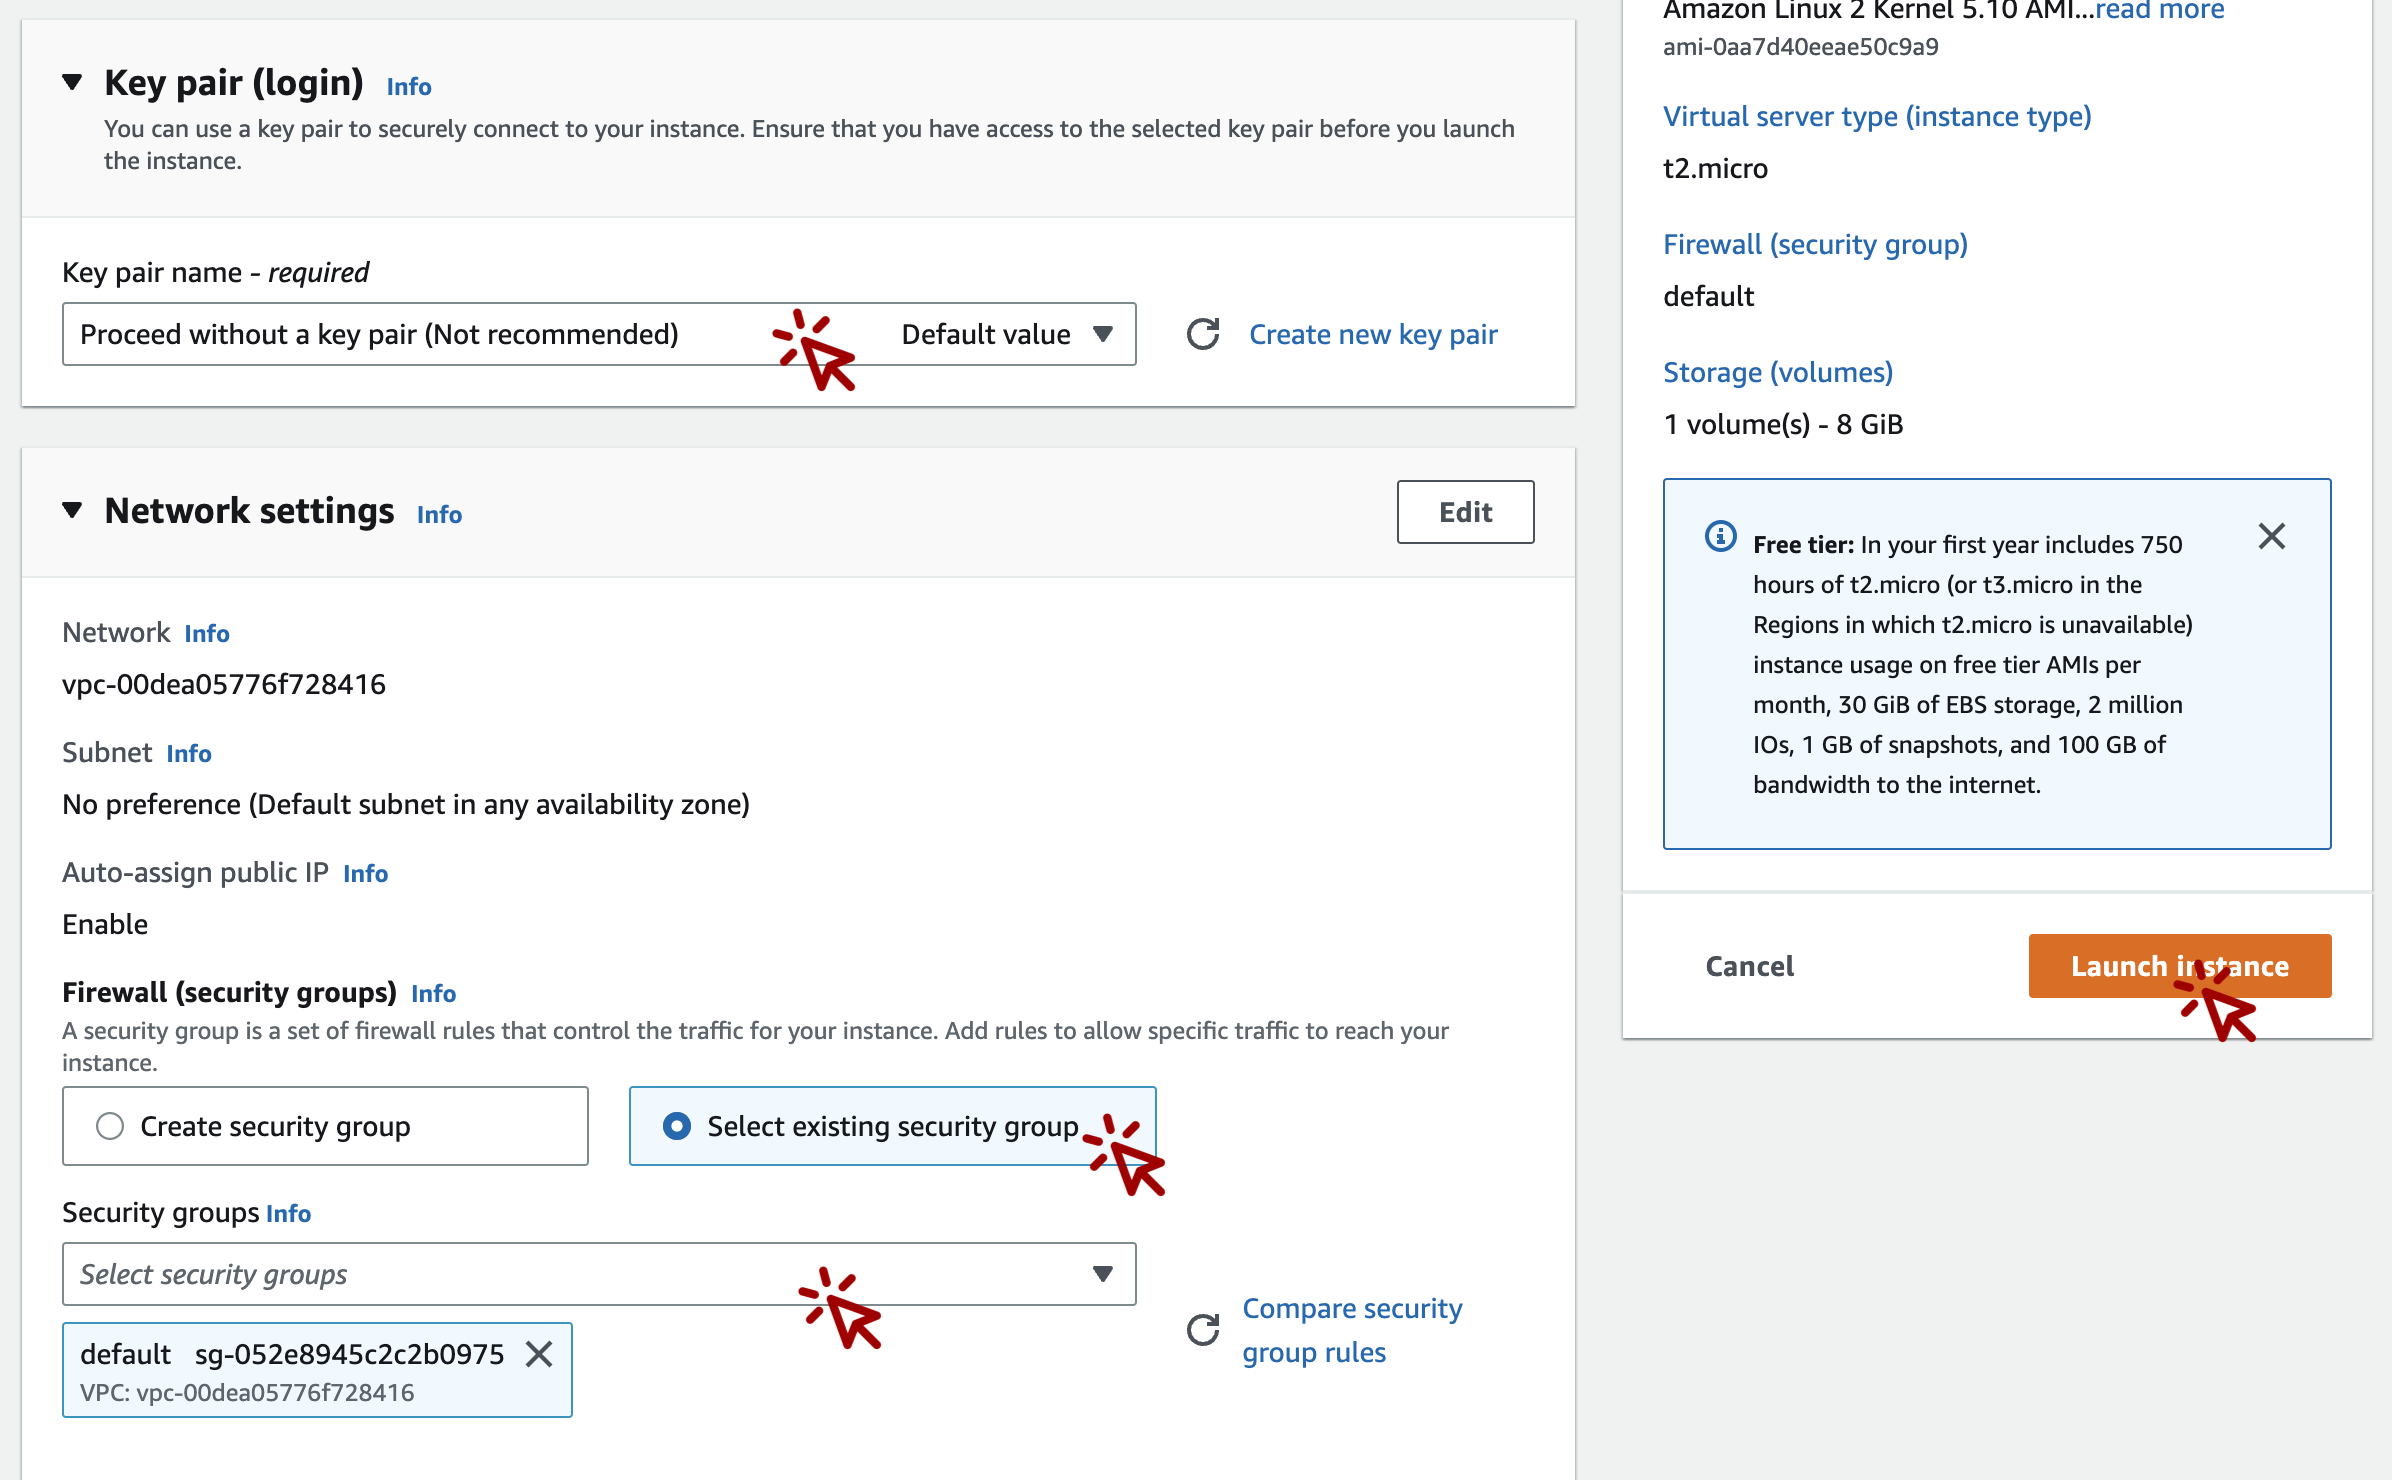 Key pair (login) Info
You can use a key pair to securely connect to your instance. Ensure that you have access to the selected key pair before you launch
the instance.
Key pair name - required
Proceed without a key pair (Not recommended) Default value
Create new key pair
Network settings Info
Edit
Network Info
vpc-00dea05776f728416
Subnet Info
No preference (Default subnet in any availability zone)
Auto-assign public IP Info
Enable
Firewall (security groups) Info
A security group is a set of firewall rules that control the traffic for your instance. Add rules to allow specific traffic to reach your
instance.
Create security group
Select existing security group
Security groups Info
Select security groups
Compare security
group rules
default sg-052e8945c2c2b0975
VPC: vpc-00dea05776f728416
Amazon Linux 2 Kernel 5.10 AMI...read more
ami-0aa7d40eeae50c9a9
Virtual server type (instance type)
t2.micro
Firewall (security group)
default
Storage (volumes)
1 volume(s) - 8 GiB
Free tier: In your first year includes 750
hours of t2.micro (or t3.micro in the
Regions in which t2.micro is unavailable)
instance usage on free tier AMIs per
month, 30 GiB of EBS storage, 2 million
IOs, 1 GB of snapshots, and 100 GB of
bandwidth to the internet.
Cancel
Launch instance